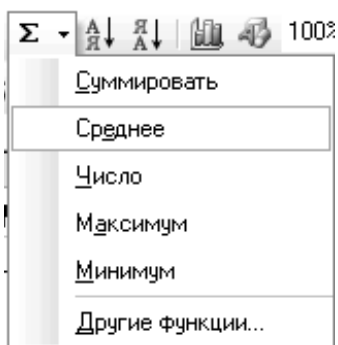 Σ 100%
Суммировать
Среднее
Число
Максимум
Минимум
Другие функции...